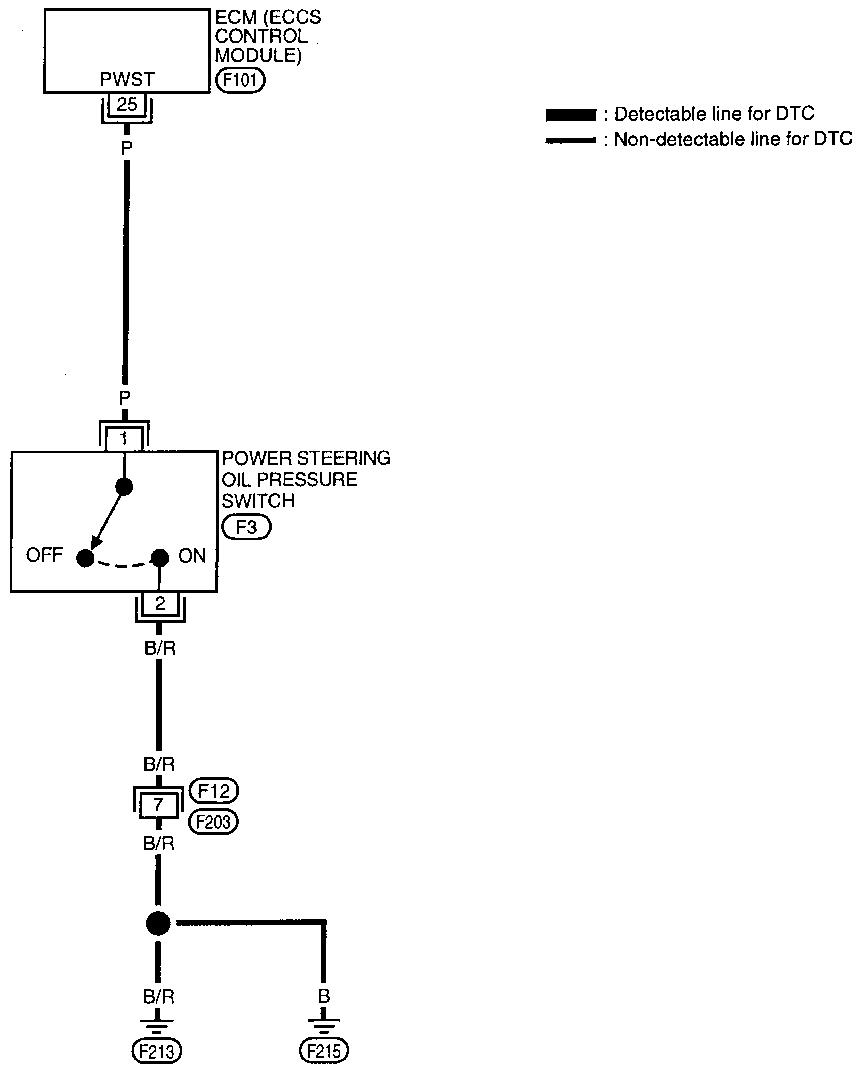 ECM (ECCS
CONTROL
MODULE)
F101
PWST
25
P
: Detectable line for DTC
: Non-detectable line for DTC
P
1
POWER STEERING
OIL PRESSURE
SWITCH
F3
OFF
ON
2
B/R
B/R
F12
7
F203
B/R
B/R
B
F213
F215